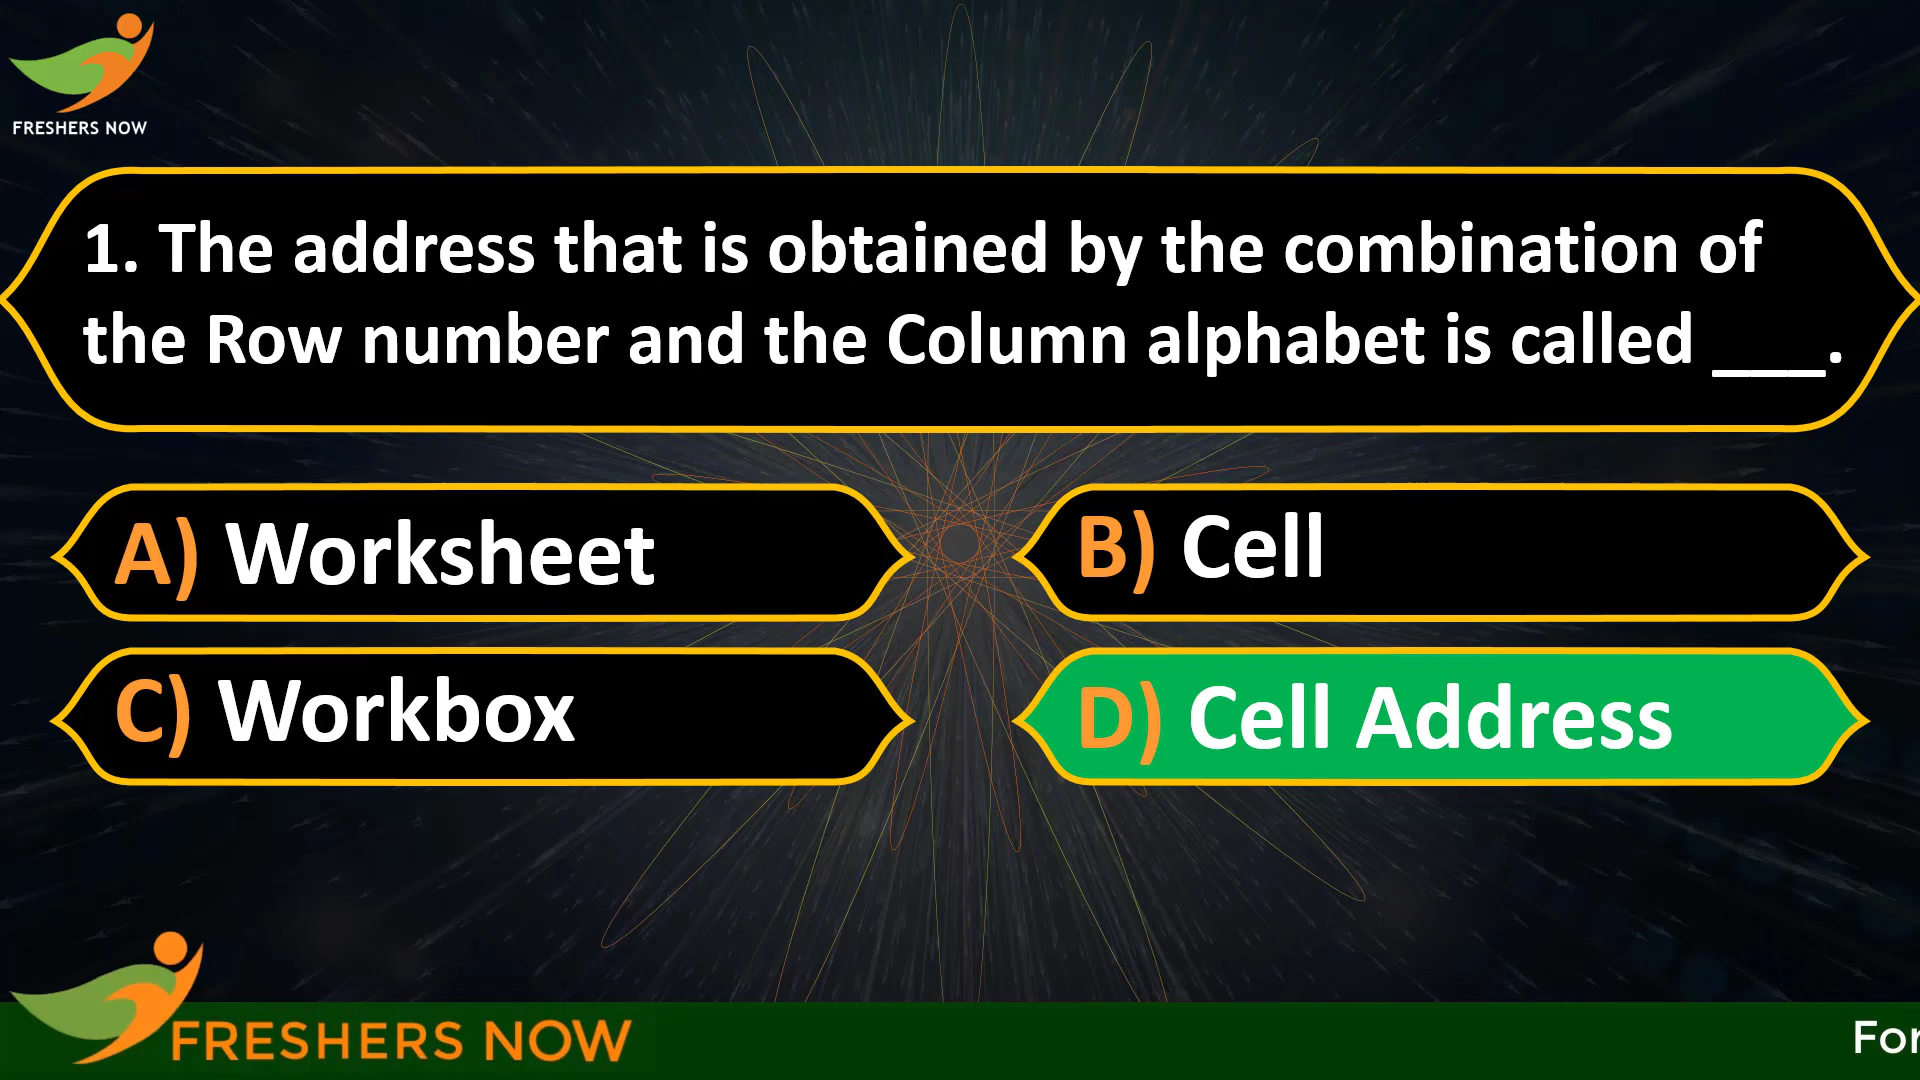 FRESHERS NOW
1. The address that is obtained by the combination of
the Row number and the Column alphabet is called ___.
A) Worksheet
B) Cell
C) Workbox
D) Cell Address
FRESHERS NOW
For